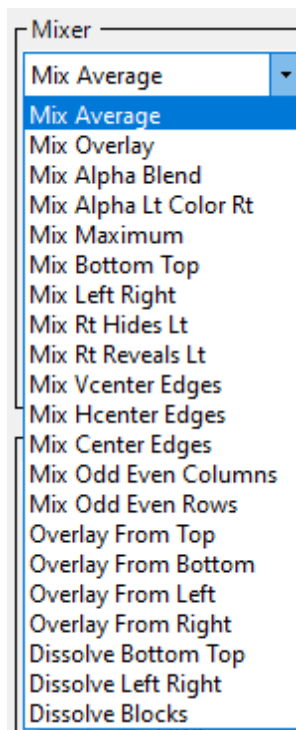 Mixer
Mix Average
Mix Average
Mix Overlay
Mix Alpha Blend
Mix Alpha Lt Color Rt
Mix Maximum
Mix Bottom Top
Mix Left Right
Mix Rt Hides Lt
Mix Rt Reveals Lt
Mix Vcenter Edges
Mix Hcenter Edges
Mix Center Edges
Mix Odd Even Columns
Mix Odd Even Rows
Overlay From Top
Overlay From Bottom
Overlay From Left
Overlay From Right
Dissolve Bottom Top
Dissolve Left Right
Dissolve Blocks